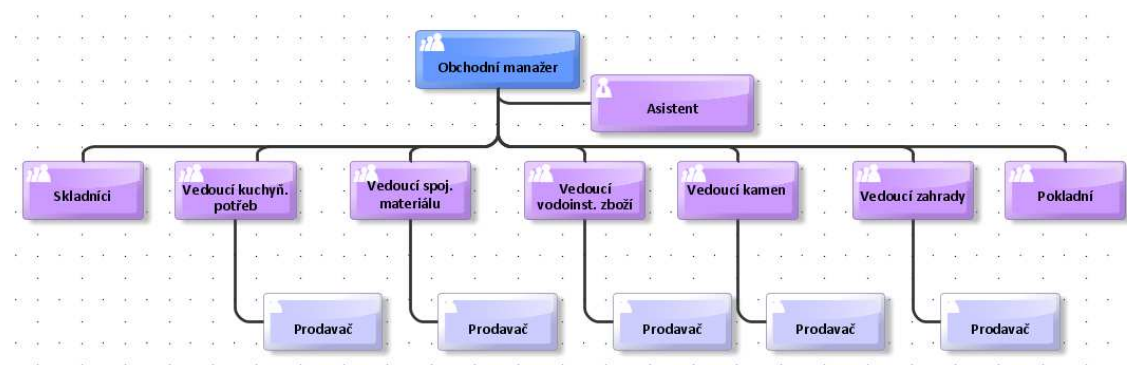 Obchodní manažer
Asistent
Skladníci
Vedoucí kuchyň.
potřeb
Vedoucí spoj.
materiálu
Vedoucí
vodoinst. zboží
Vedoucí kamen
Vedoucí zahrady
Pokladní
Prodavač
Prodavač
Prodavač
Prodavač
Prodavač